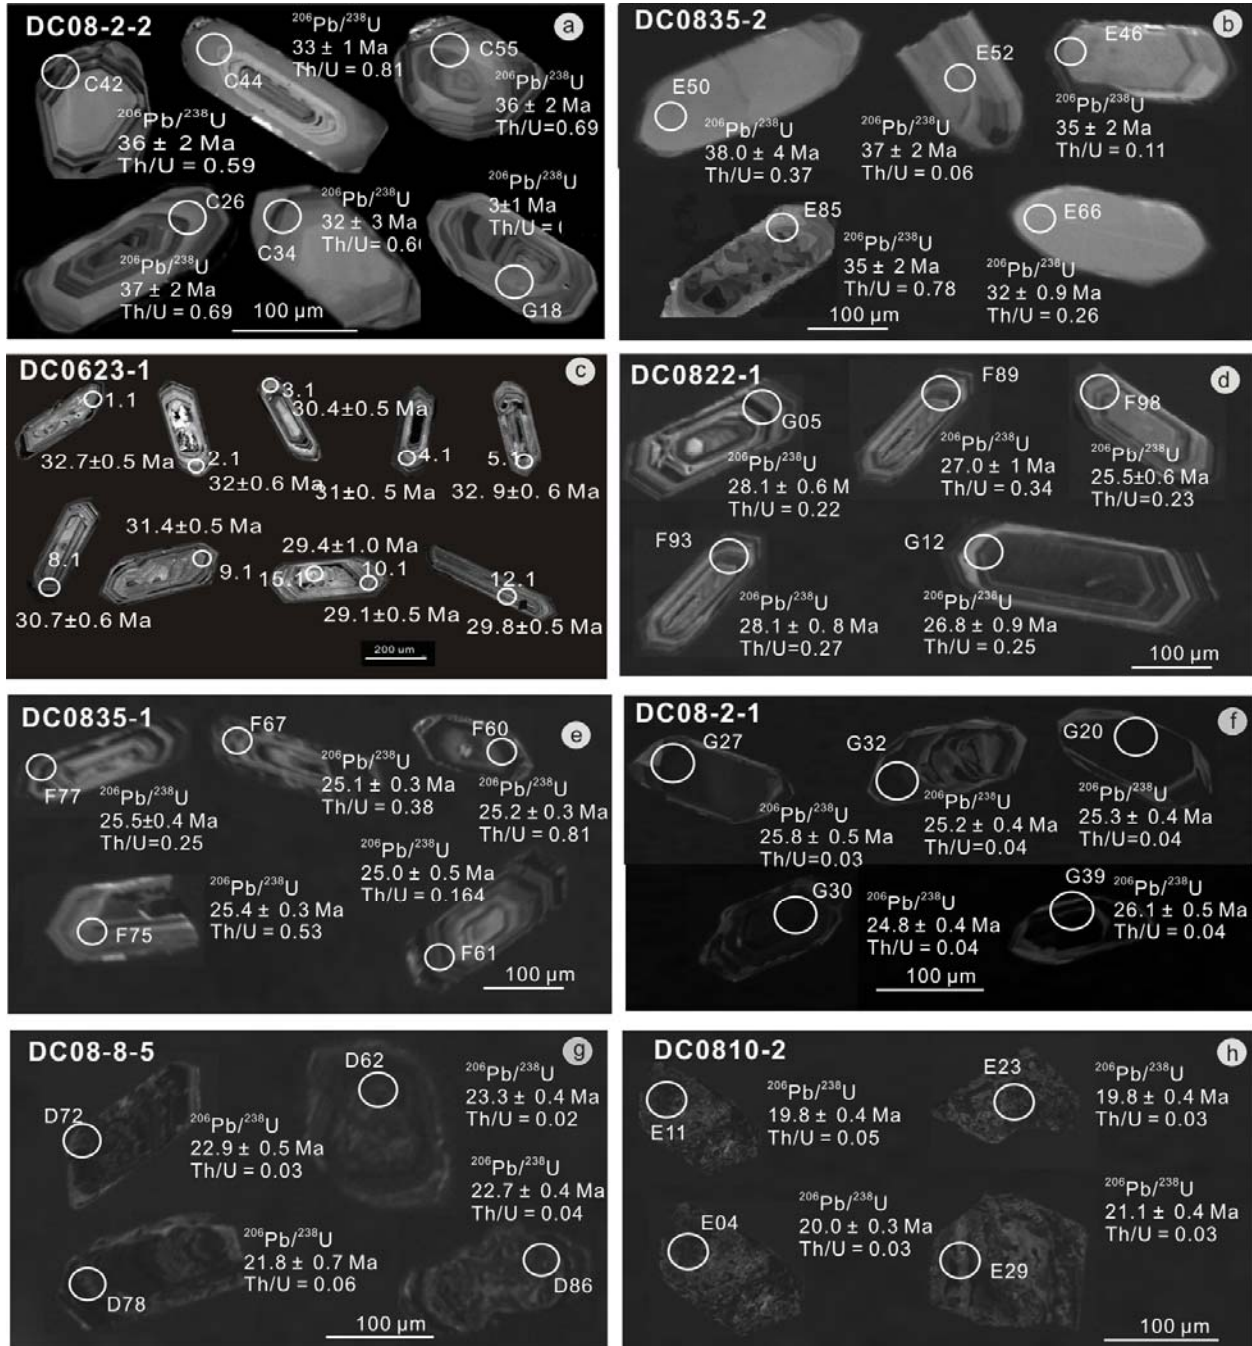 DC08-2-2
a
C42
206Pb/238U
36 ± 2 Ma
Th/U = 0.59
C44
206Pb/238U
33 ± 1 Ma
Th/U = 0.81
C55
206Pb/238U
36 ± 2 Ma
Th/U=0.69
C26
206Pb/238U
37 ± 2 Ma
Th/U = 0.69
C34
206Pb/238U
32 ± 3 Ma
Th/U= 0.6
206Pb/238U
3±1 Ma
Th/U =
G18
100 µm
DC0835-2
b
E50
206Pb/238U
38.0 ± 4 Ma
Th/U = 0.37
E52
206Pb/238U
37 ± 2 Ma
Th/U = 0.06
E46
206Pb/238U
35 ± 2 Ma
Th/U = 0.11
E85
206Pb/238U
35 ± 2 Ma
Th/U = 0.78
E66
206Pb/238U
32 ± 0.9 Ma
Th/U = 0.26
100 µm
DC0623-1
c
1.1
32.7±0.5 Ma
2.1
32±0.6 Ma
3.1
30.4±0.5 Ma
4.1
31±0.5 Ma
5.1
32.9±0.6 Ma
8.1
30.7±0.6 Ma
31.4±0.5 Ma
9.1
29.4±1.0 Ma
15.1
10.1
29.1±0.5 Ma
12.1
29.8±0.5 Ma
200 um
DC0822-1
d
G05
206Pb/238U
28.1 ± 0.6 M
Th/U = 0.22
F89
206Pb/238U
27.0 ± 1 Ma
Th/U = 0.34
F98
206Pb/238U
25.5±0.6 Ma
Th/U=0.23
F93
206Pb/238U
28.1 ± 0.8 Ma
Th/U=0.27
G12
206Pb/238U
26.8 ± 0.9 Ma
Th/U = 0.25
100 µm
DC0835-1
e
F77
206Pb/238U
25.5±0.4 Ma
Th/U=0.25
F67
206Pb/238U
25.1 ± 0.3 Ma
Th/U = 0.38
F60
206Pb/238U
25.2 ± 0.3 Ma
Th/U = 0.81
F75
206Pb/238U
25.4 ± 0.3 Ma
Th/U = 0.53
206Pb/238U
25.0 ± 0.5 Ma
Th/U = 0.164
F61
100 µm
DC08-2-1
f
G27
206Pb/238U
25.8 ± 0.5 Ma
Th/U=0.03
G32
206Pb/238U
25.2 ± 0.4 Ma
Th/U=0.04
G20
206Pb/238U
25.3 ± 0.4 Ma
Th/U=0.04
G30
206Pb/238U
24.8 ± 0.4 Ma
Th/U = 0.04
G39
206Pb/238U
26.1 ± 0.5 Ma
Th/U = 0.04
100 µm
DC08-8-5
g
D72
206Pb/238U
22.9 ± 0.5 Ma
Th/U = 0.03
D62
206Pb/238U
23.3 ± 0.4 Ma
Th/U = 0.02
D78
206Pb/238U
21.8 ± 0.7 Ma
Th/U = 0.06
206Pb/238U
22.7 ± 0.4 Ma
Th/U = 0.04
D86
100 µm
DC0810-2
h
E11
206Pb/238U
19.8 ± 0.4 Ma
Th/U = 0.05
E23
206Pb/238U
19.8 ± 0.4 Ma
Th/U = 0.03
E04
206Pb/238U
20.0 ± 0.3 Ma
Th/U = 0.03
E29
206Pb/238U
21.1 ± 0.4 Ma
Th/U = 0.03
100 µm